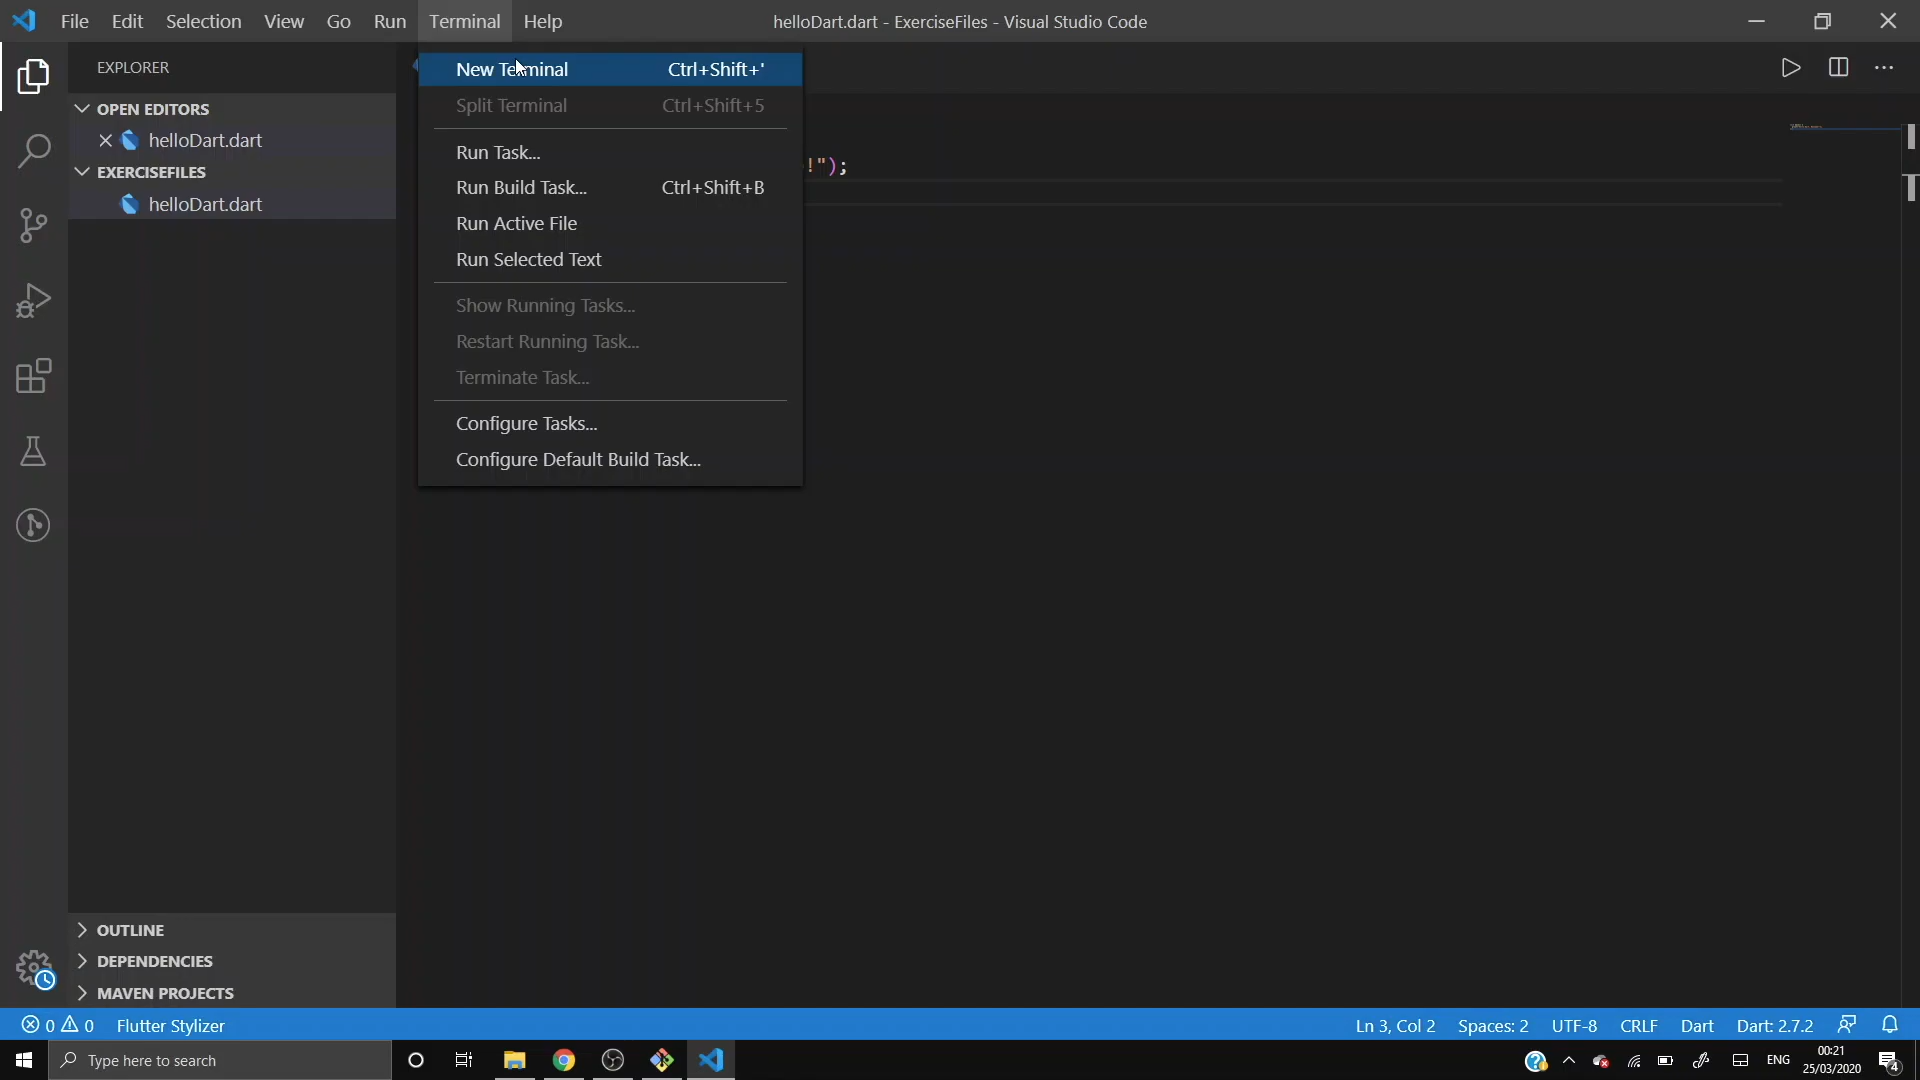 File Edit Selection View Go Run Terminal Help helloDart.dart - ExerciseFiles - Visual Studio Code
EXPLORER
OPEN EDITORS
helloDart.dart
EXERCISEFILES
helloDart.dart
New Terminal Ctrl+Shift+'
Split Terminal Ctrl+Shift+5
Run Task...
Run Build Task... Ctrl+Shift+B
Run Active File
Run Selected Text
Show Running Tasks...
Restart Running Task...
Terminate Task...
Configure Tasks...
Configure Default Build Task...
!");
OUTLINE
DEPENDENCIES
MAVEN PROJECTS
0 0 Flutter Stylizer Ln 3, Col 2 Spaces: 2 UTF-8 CRLF Dart Dart: 2.7.2
Type here to search ENG 00:21
25/03/2020 4